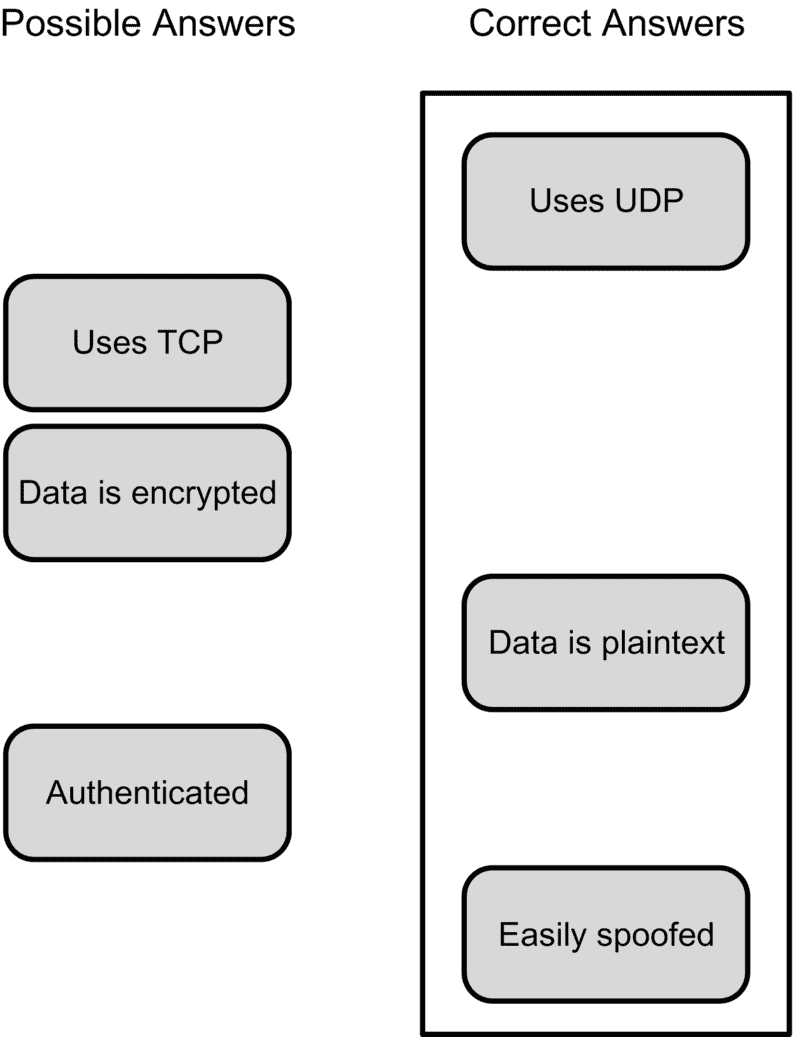 Possible Answers
Correct Answers
Uses UDP
Uses TCP
Data is encrypted
Data is plaintext
Authenticated
Easily spoofed